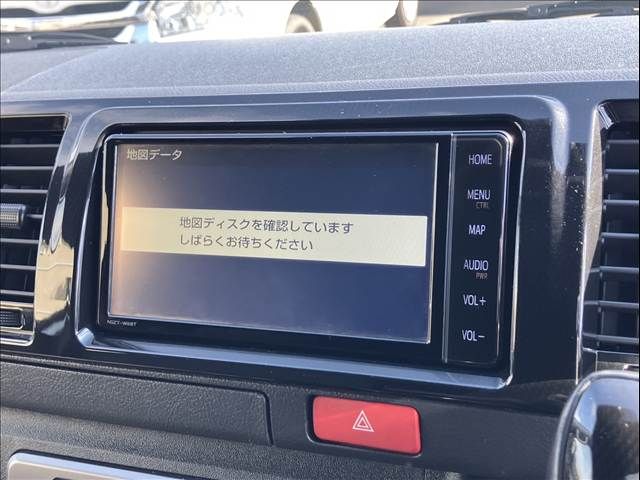 地図データ
地図ディスクを確認しています
しばらくお待ちください
HOME
MENU
CTRL
MAP
AUDIO
PWR
VOL+
VOL-
NSZT-W68T